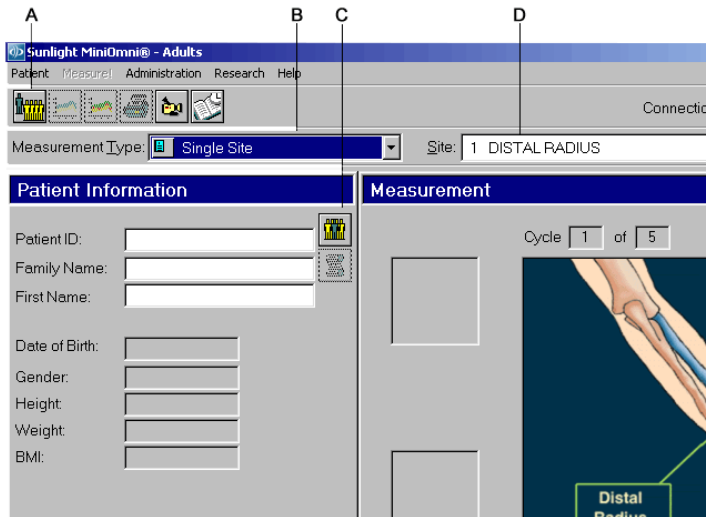 A B C D
Sunlight MiniOmni® - Adults
Patient Measure! Administration Research Help
Connectio
Measurement Type: Single Site Site: 1 DISTAL RADIUS
Patient Information Measurement
Cycle 1 of 5
Patient ID:
Family Name:
First Name:
Date of Birth:
Gender:
Height:
Weight:
BMI:
Distal
Radius